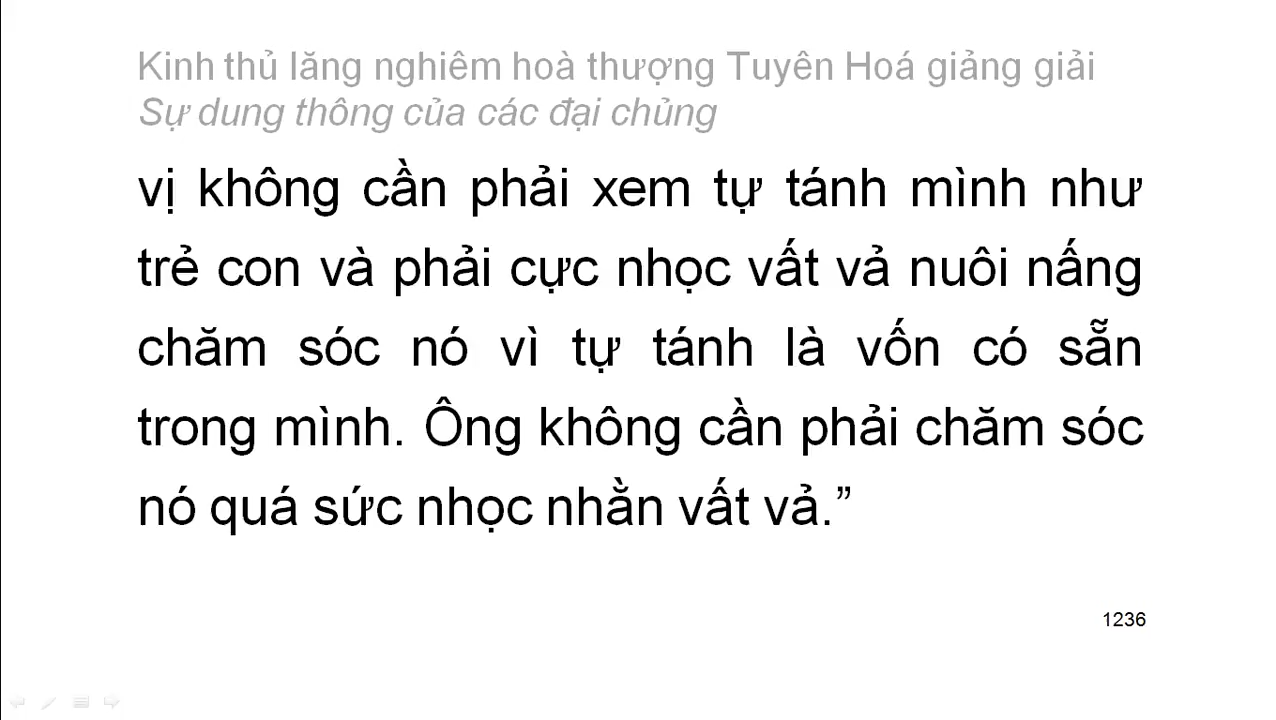 Kinh thủ lăng nghiêm hoà thượng Tuyên Hoá giảng giải
Sự dung thông của các đại chủng
vị không cần phải xem tự tánh mình như
trẻ con và phải cực nhọc vất vả nuôi nấng
chăm sóc nó vì tự tánh là vốn có sẵn
trong mình. Ông không cần phải chăm sóc
nó quá sức nhọc nhằn vất vả.”
1236